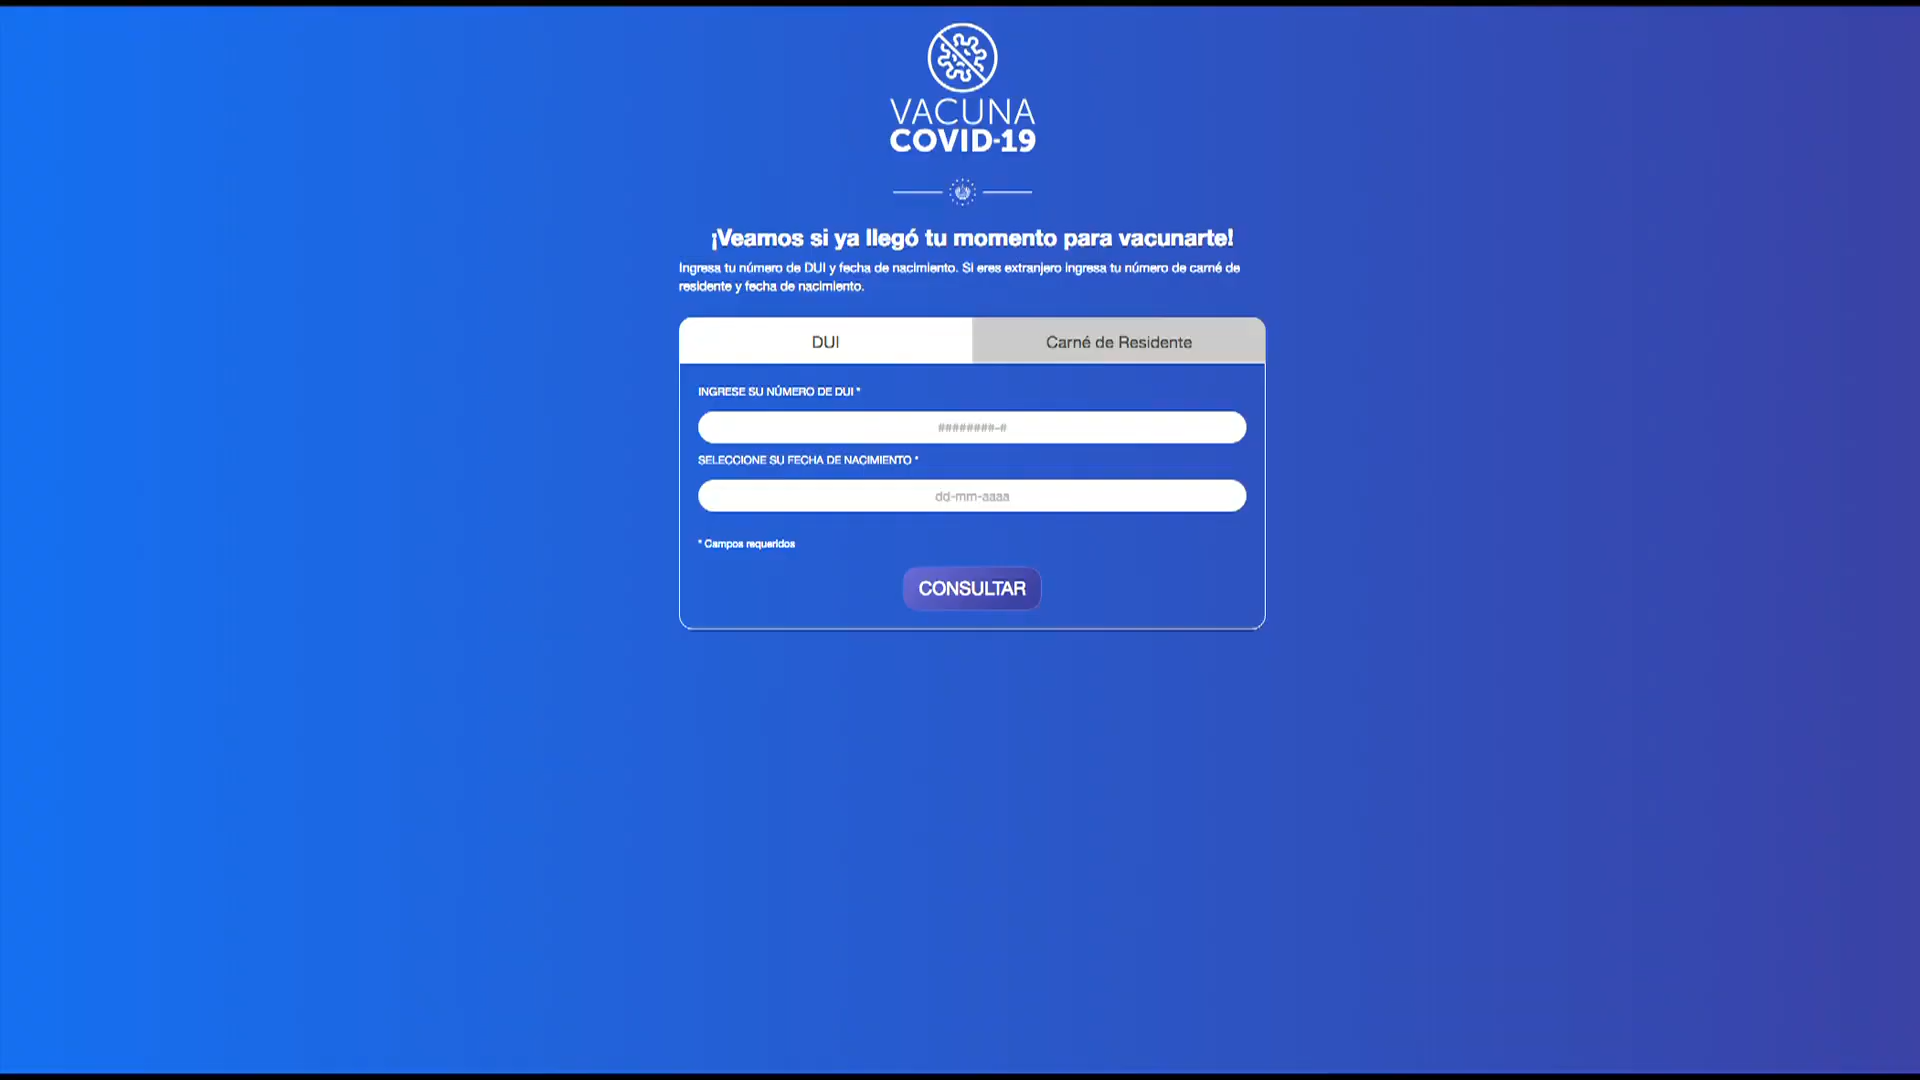 VACUNA
COVID-19
¡Veamos si ya llegó tu momento para vacunarte!
Ingresa tu número de DUI y fecha de nacimiento. Si eres extranjero ingresa tu número de carné de
residente y fecha de nacimiento.
DUI
Carné de Residente
INGRESE SU NÚMERO DE DUI *
########-#
SELECCIONE SU FECHA DE NACIMIENTO *
dd-mm-aaaa
* Campos requeridos
CONSULTAR